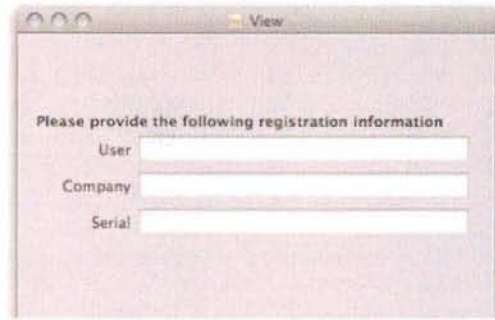 View
Please provide the following registration information
User
Company
Serial